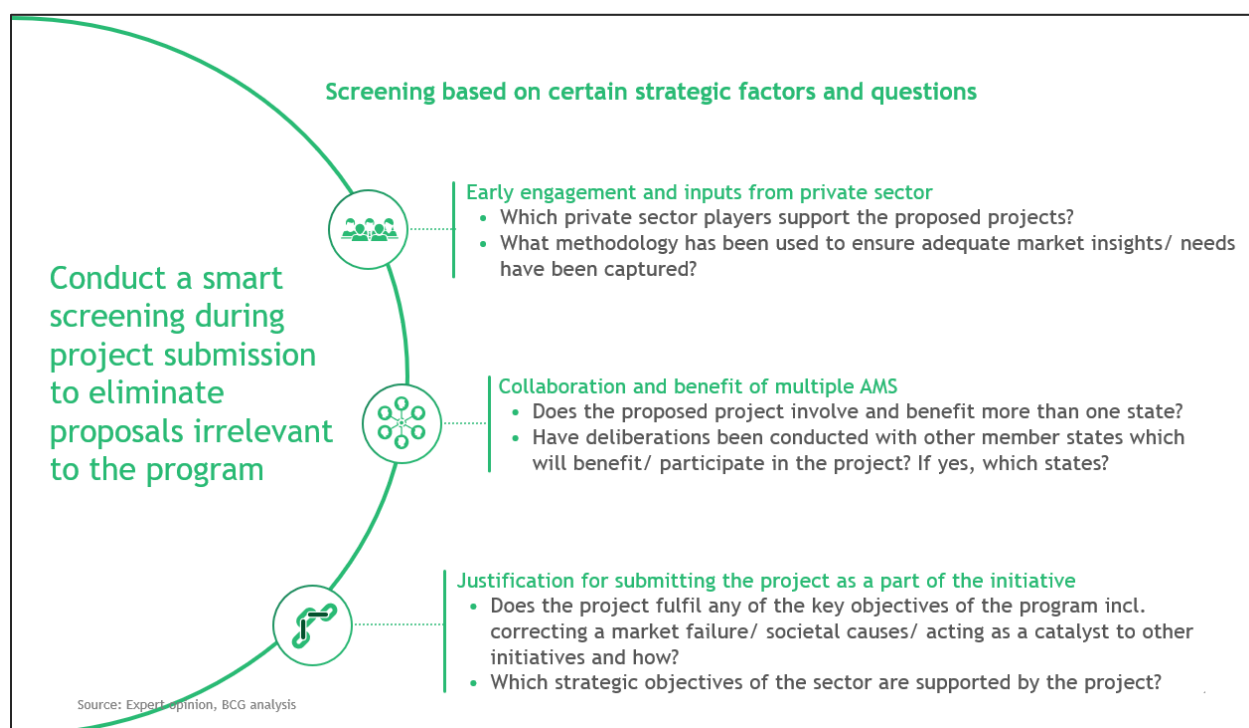 Screening based on certain strategic factors and questions
Early engagement and inputs from private sector
• Which private sector players support the proposed projects?
• What methodology has been used to ensure adequate market insights/ needs
have been captured?
Conduct a smart
screening during
project submission
to eliminate
proposals irrelevant
to the program
Collaboration and benefit of multiple AMS
• Does the proposed project involve and benefit more than one state?
• Have deliberations been conducted with other member states which
will benefit/ participate in the project? If yes, which states?
Justification for submitting the project as a part of the initiative
• Does the project fulfil any of the key objectives of the program incl.
correcting a market failure/ societal causes/ acting as a catalyst to other
initiatives and how?
• Which strategic objectives of the sector are supported by the project?
Source: Expert opinion, BCG analysis